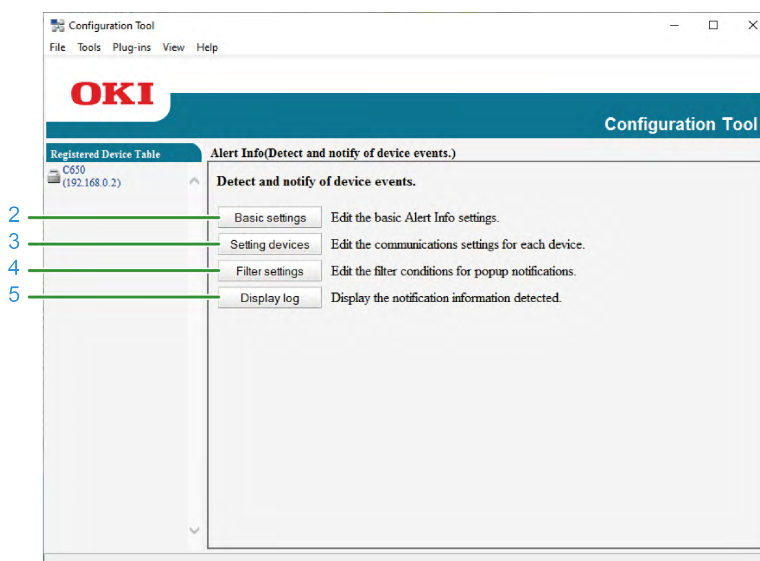 Configuration Tool
File Tools Plug-ins View Help
OKI
Configuration Tool
Registered Device Table
Alert Info(Detect and notify of device events.)
C650
(192.168.0.2)
Detect and notify of device events.
2 Basic settings Edit the basic Alert Info settings.
3 Setting devices Edit the communications settings for each device.
4 Filter settings Edit the filter conditions for popup notifications.
5 Display log Display the notification information detected.